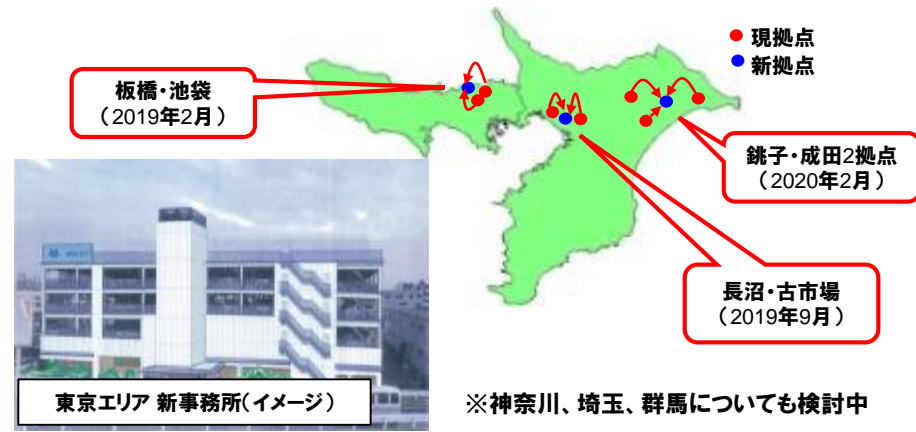 現拠点
新拠点
板橋・池袋
（2019年2月）
銚子・成田2拠点
（2020年2月）
長沼・古市場
（2019年9月）
東京エリア 新事務所（イメージ）
※神奈川、埼玉、群馬についても検討中